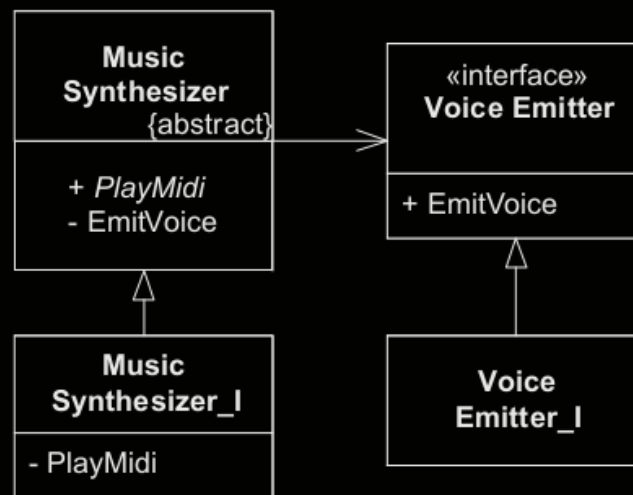 Music
Synthesizer
{abstract}
+ PlayMidi
- EmitVoice
«interface»
Voice Emitter
+ EmitVoice
Music
Synthesizer_I
- PlayMidi
Voice
Emitter_I